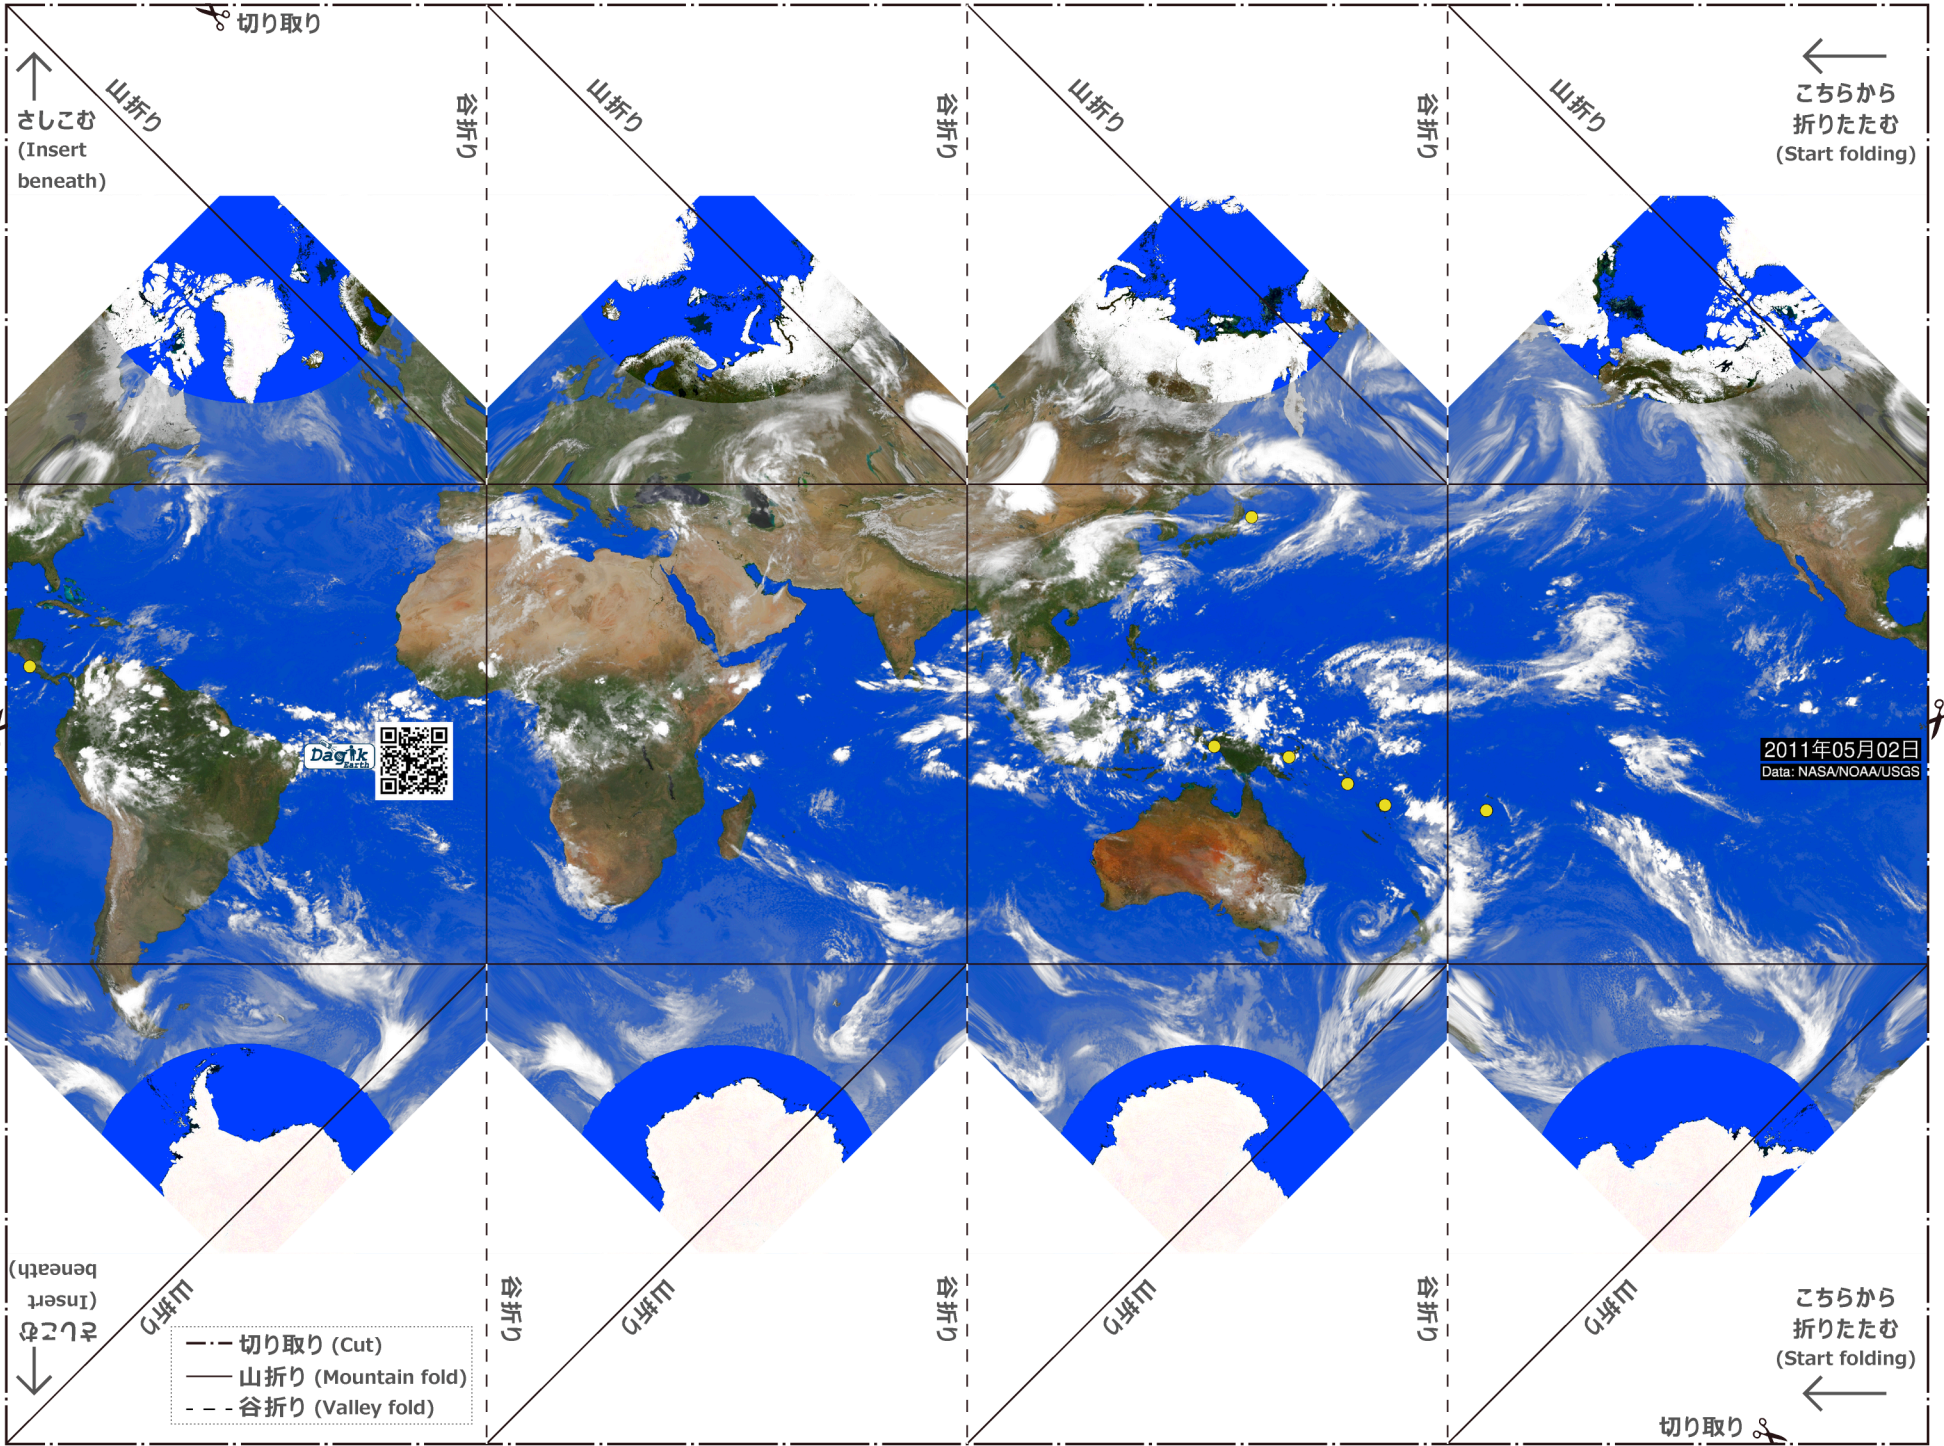 切り取り
山折り
谷折り
山折り
谷折り
山折り
谷折り
山折り
こちらから
折りたたむ
(Start folding)
さしこむ
(Insert
beneath)
Dagik
Earth
2011年05月02日
Data: NASA/NOAA/USGS
さしこむ
(Insert
beneath)
山折り
谷折り
山折り
谷折り
山折り
谷折り
山折り
こちらから
折りたたむ
(Start folding)
切り取り (Cut)
山折り (Mountain fold)
谷折り (Valley fold)
切り取り